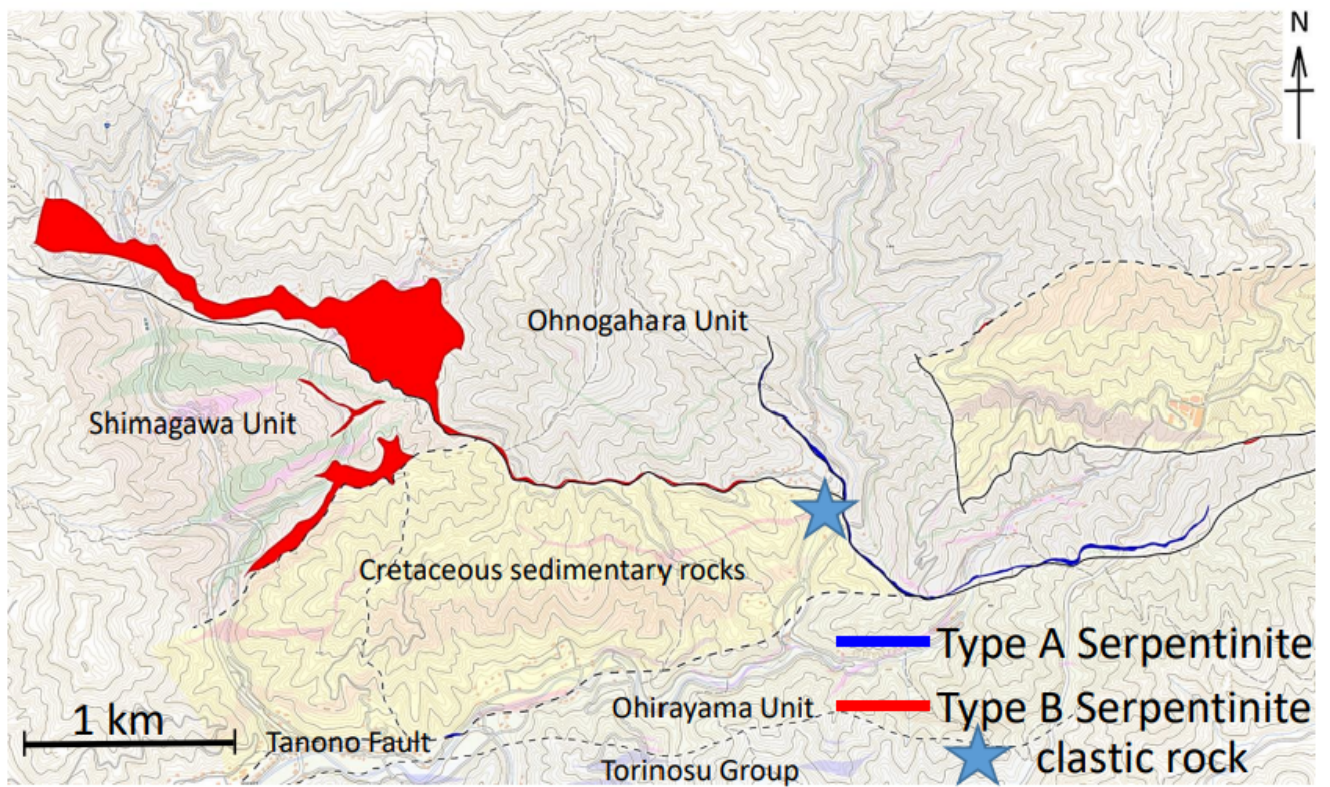 N
Ohnogahara Unit
Shimagawa Unit
Cretaceous sedimentary rocks
Type A Serpentinite
Ohirayama Unit
Type B Serpentinite
1 km
Tanono Fault
clastic rock
Torinosu Group